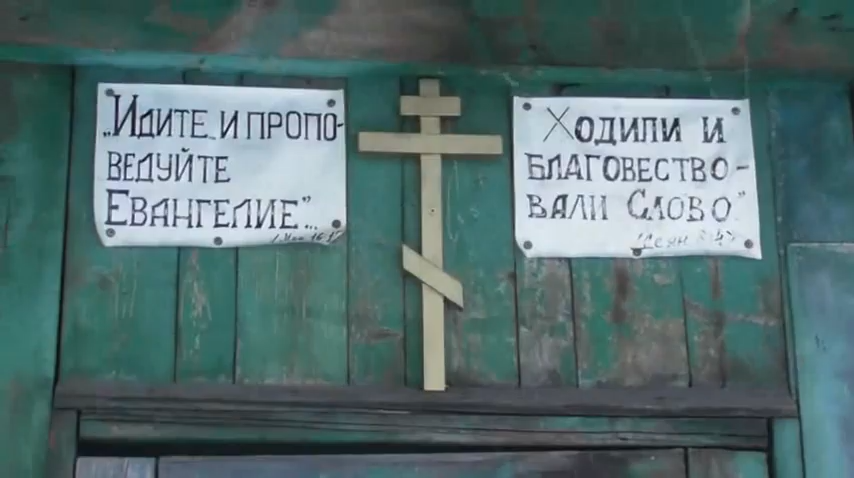 „Идите и пропо-
ведуйте
Евангелие”...
Ходили и
благовество-
вали Слово”